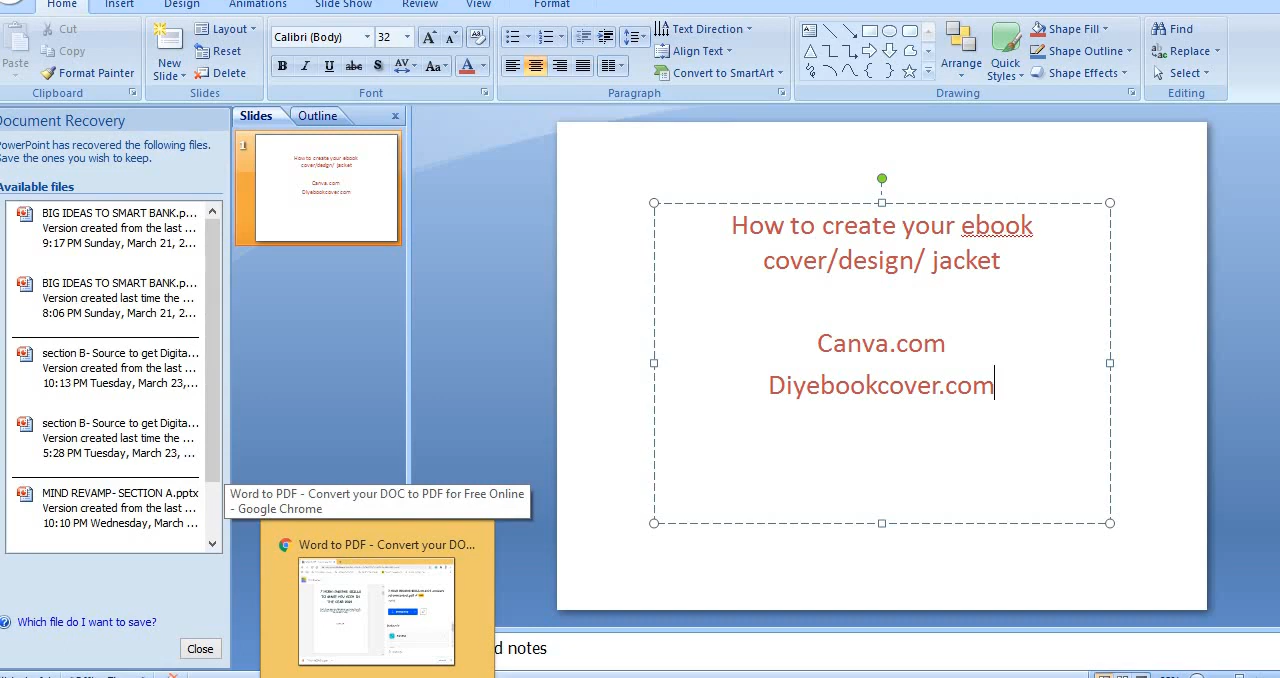 Home Insert Design Animations Slide Show Review View Format
Cut
Copy
Format Painter
Paste
Clipboard
New
Slide
Layout
Reset
Delete
Slides
Calibri (Body) 32
B I U abc S AV Aa A
Font
Text Direction
Align Text
Convert to SmartArt
Paragraph
Arrange
Quick
Styles
Shape Fill
Shape Outline
Shape Effects
Drawing
Find
Replace
Select
Editing
Document Recovery
PowerPoint has recovered the following files.
Save the ones you wish to keep.
Available files
BIG IDEAS TO SMART BANK.p...
Version created from the last ...
9:17 PM Sunday, March 21, 2...
BIG IDEAS TO SMART BANK.p...
Version created last time the ...
8:06 PM Sunday, March 21, 2...
section B- Source to get Digita...
Version created from the last ...
10:13 PM Tuesday, March 23,...
section B- Source to get Digita...
Version created last time the ...
5:28 PM Tuesday, March 23, ...
MIND REVAMP- SECTION A.pptx
Version created from the last ...
10:10 PM Wednesday, March ...
Which file do I want to save?
Close
Slides Outline x
1
How to create your ebook
cover/design/ jacket
Canva.com
Diyebookcover.com
How to create your ebook
cover/design/ jacket
Canva.com
Diyebookcover.com
Word to PDF - Convert your DOC to PDF for Free Online
- Google Chrome
Word to PDF - Convert your DO...
d notes